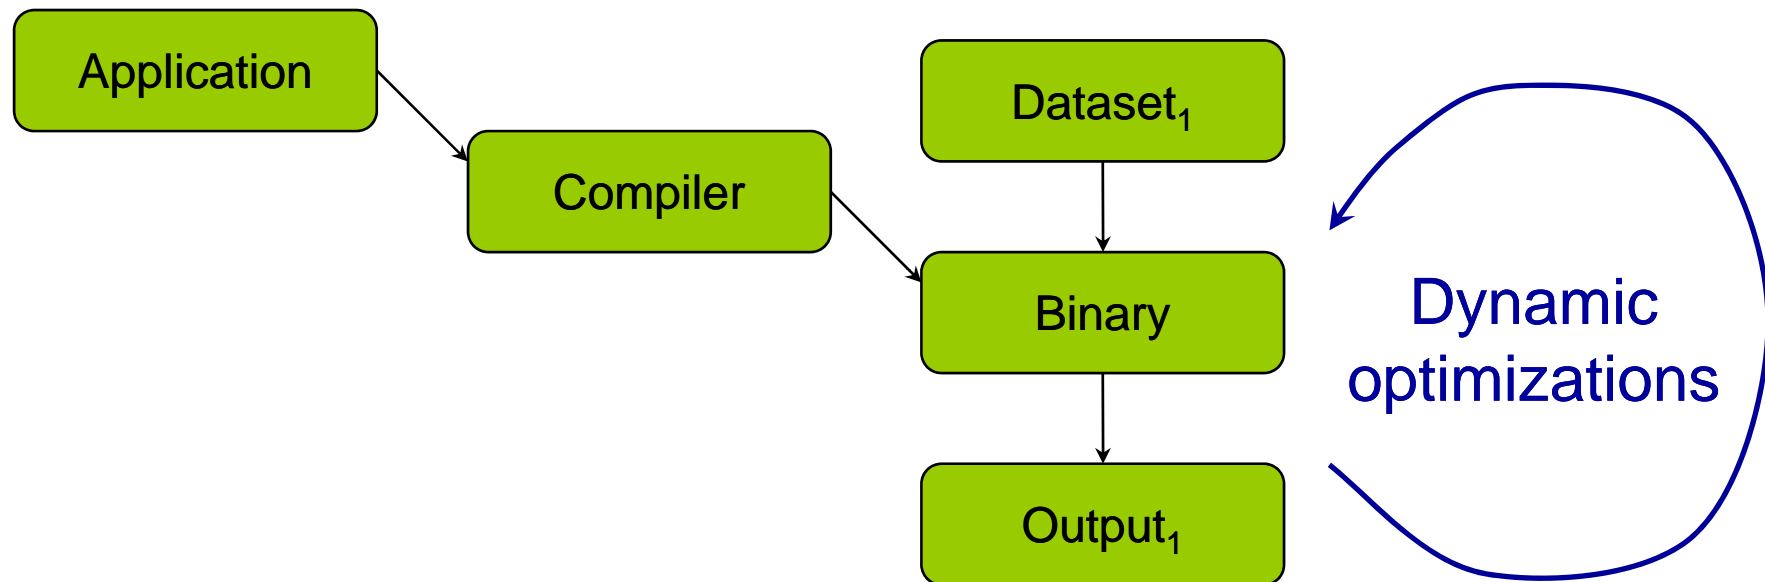 Application
Dataset₁
Compiler
Binary
Dynamic
optimizations
Output₁